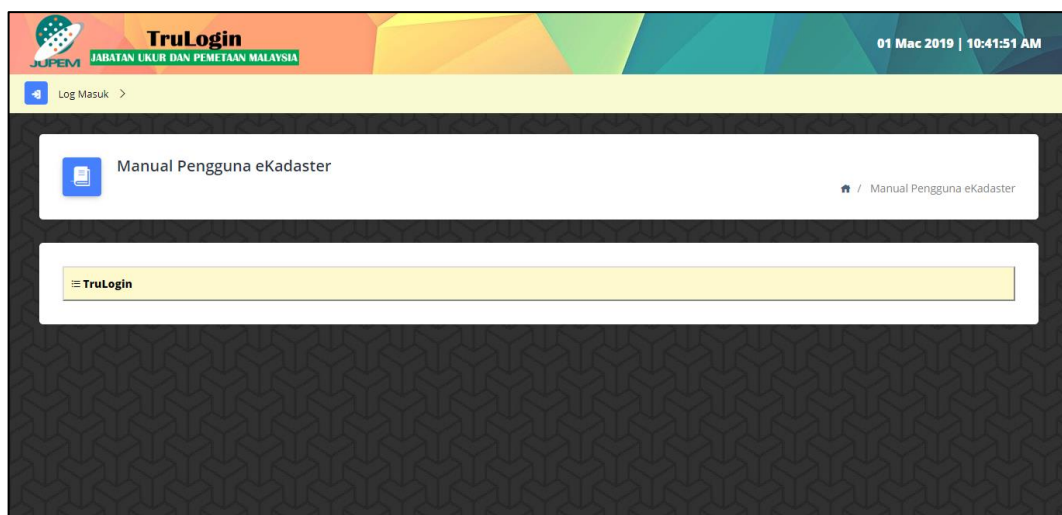 TruLogin
01 Mac 2019 | 10:41:51 AM
JUPEM JABATAN UKUR DAN PEMETAAN MALAYSIA
Log Masuk >
Manual Pengguna eKadaster
/ Manual Pengguna eKadaster
TruLogin